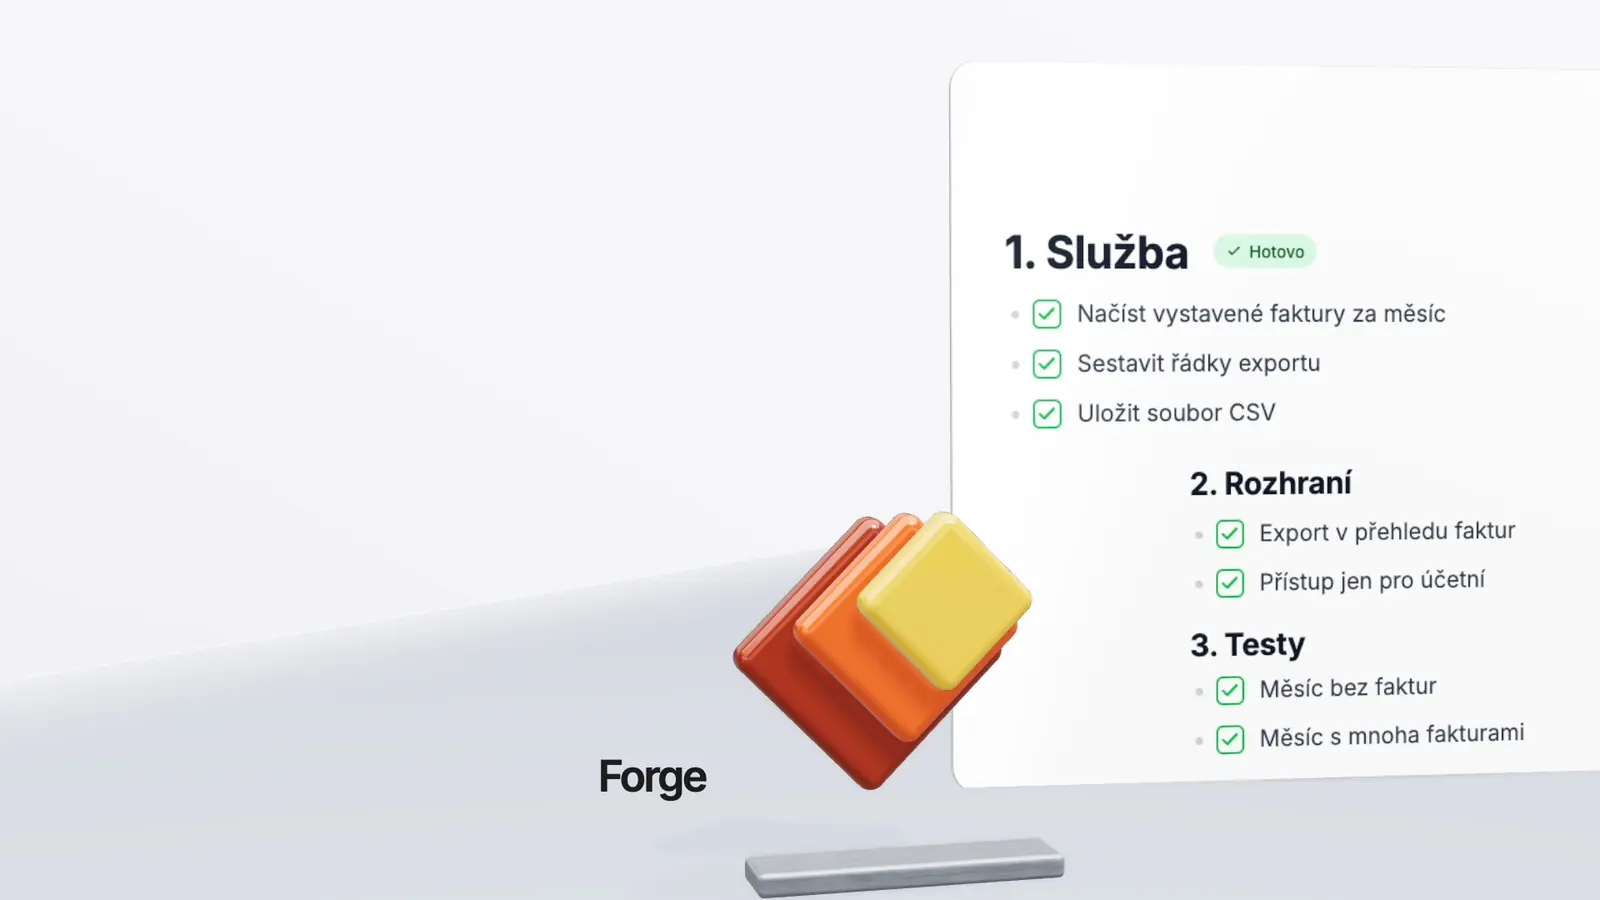 1. Služba
Hotovo
Načíst vystavené faktury za měsíc
Sestavit řádky exportu
Uložit soubor CSV
2. Rozhraní
Export v přehledu faktur
Přístup jen pro účetní
3. Testy
Měsíc bez faktur
Měsíc s mnoha fakturami
Forge